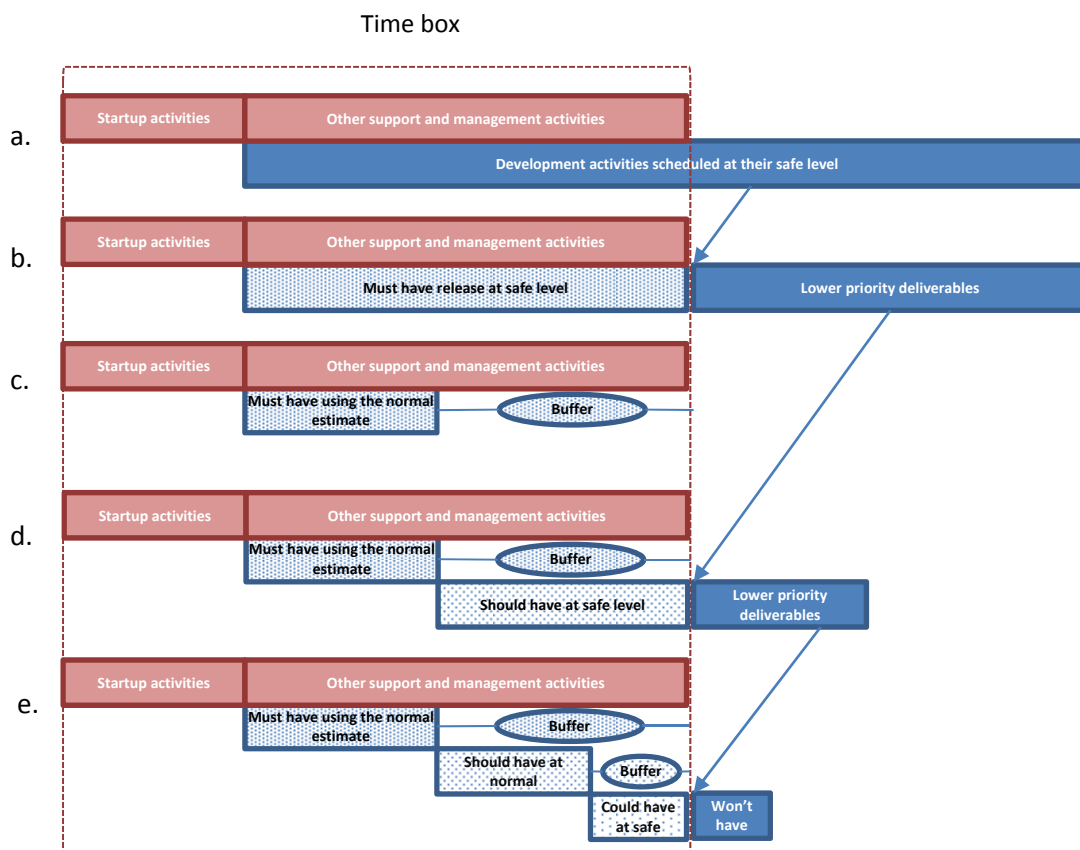 Time box
a.
Startup activities
Other support and management activities
Development activities scheduled at their safe level
b.
Startup activities
Other support and management activities
Must have release at safe level
Lower priority deliverables
c.
Startup activities
Other support and management activities
Must have using the normal
estimate
Buffer
d.
Startup activities
Other support and management activities
Must have using the normal
estimate
Buffer
Should have at safe level
Lower priority
deliverables
e.
Startup activities
Other support and management activities
Must have using the normal
estimate
Buffer
Should have at
normal
Buffer
Could have
at safe
Won't
have